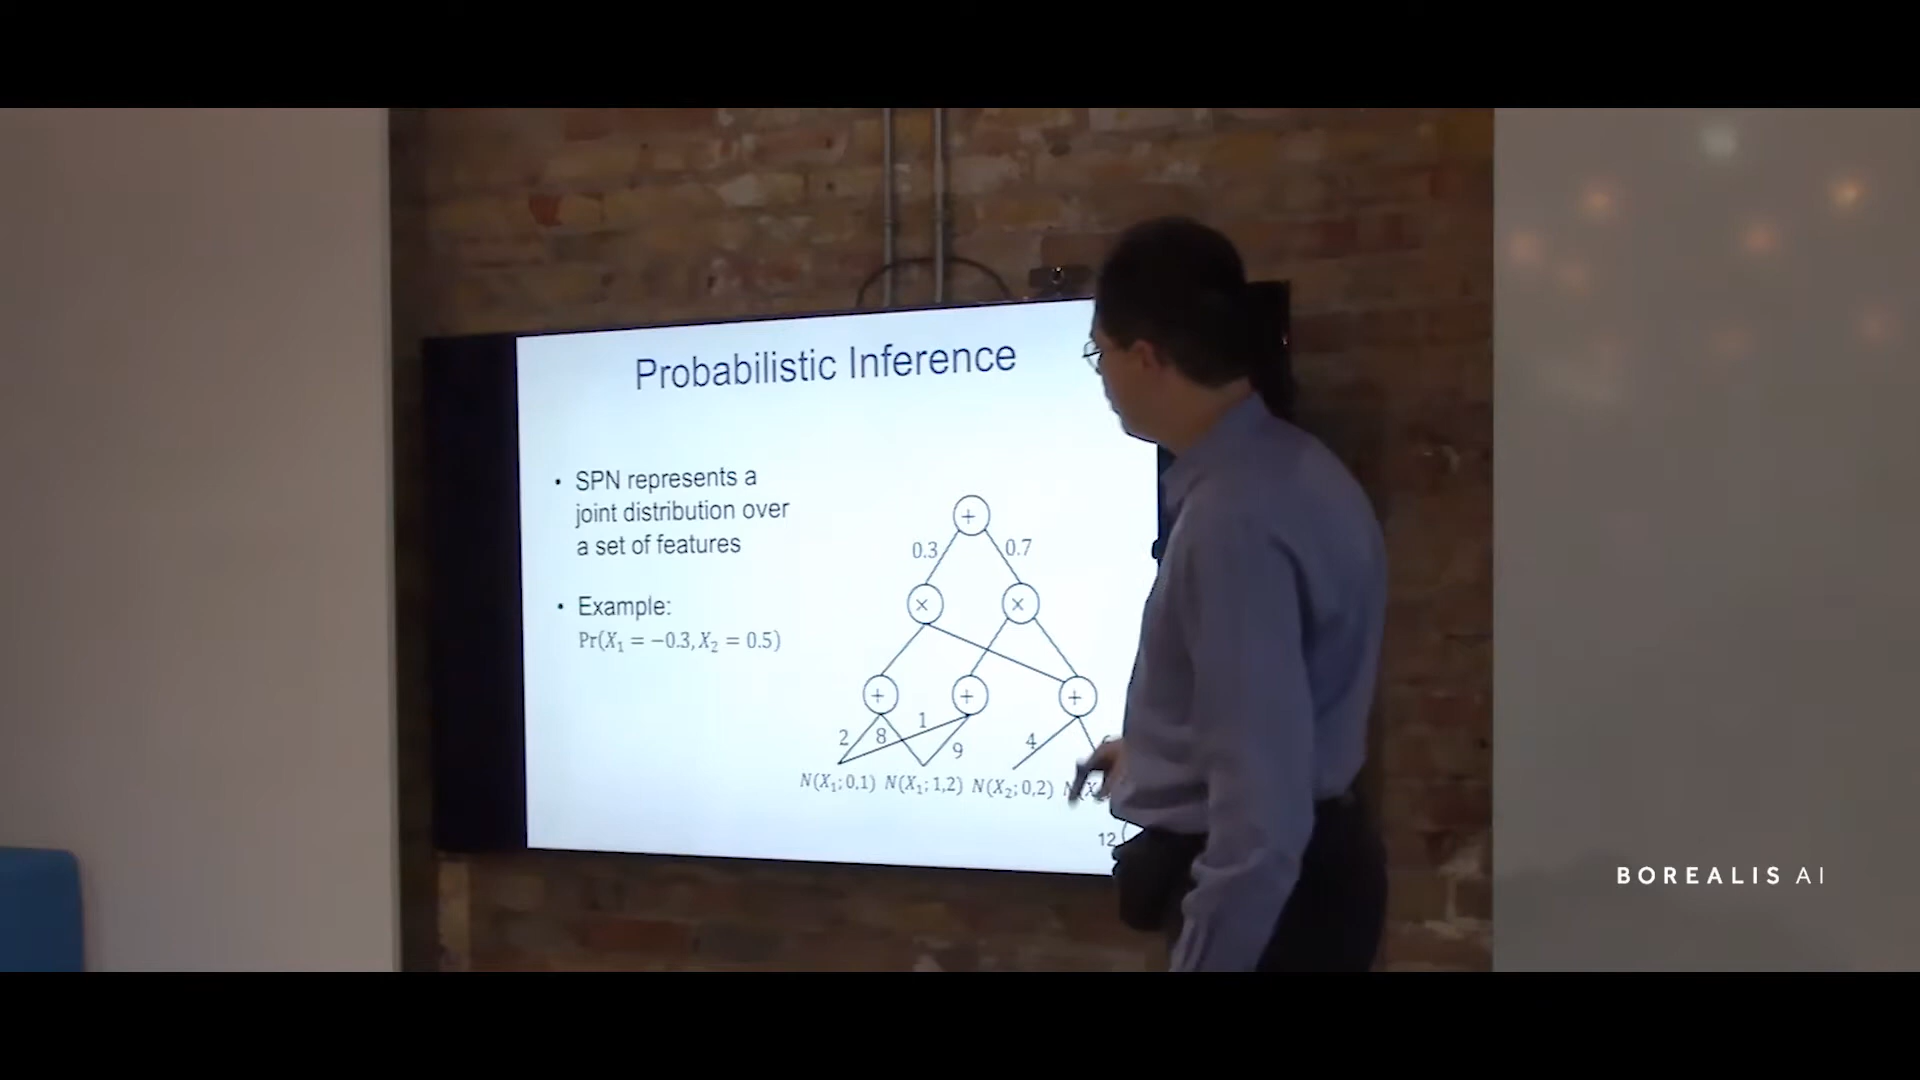 Probabilistic Inference
• SPN represents a
joint distribution over
a set of features
• Example:
Pr(X₁ = −0.3, X₂ = 0.5)
+
0.3 0.7
× ×
+ + +
2 8 1 9 4
N(X₁; 0,1) N(X₁; 1,2) N(X₂; 0,2)
12
BOREALIS AI